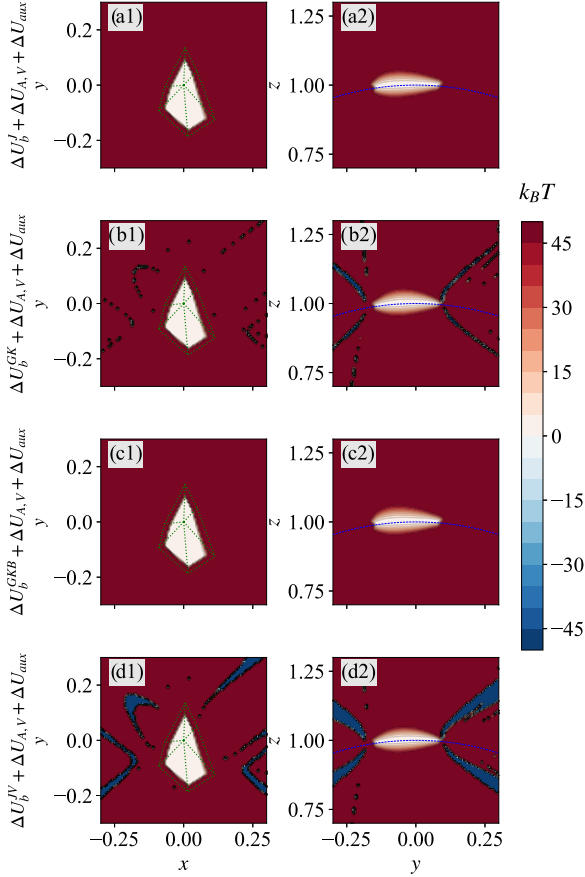 (a1)
(a2)
ΔU_b^J + ΔU_{A,V} + ΔU_{aux}
y
0.2
0.0
−0.2
z
1.25
1.00
0.75
k_BT
(b1)
(b2)
ΔU_b^{GK} + ΔU_{A,V} + ΔU_{aux}
y
0.2
0.0
−0.2
z
1.25
1.00
0.75
45
30
15
0
−15
−30
−45
(c1)
(c2)
ΔU_b^{GKB} + ΔU_{A,V} + ΔU_{aux}
y
0.2
0.0
−0.2
z
1.25
1.00
0.75
(d1)
(d2)
ΔU_b^{JV} + ΔU_{A,V} + ΔU_{aux}
y
0.2
0.0
−0.2
z
1.25
1.00
0.75
−0.25 0.00 0.25
x
−0.25 0.00 0.25
y